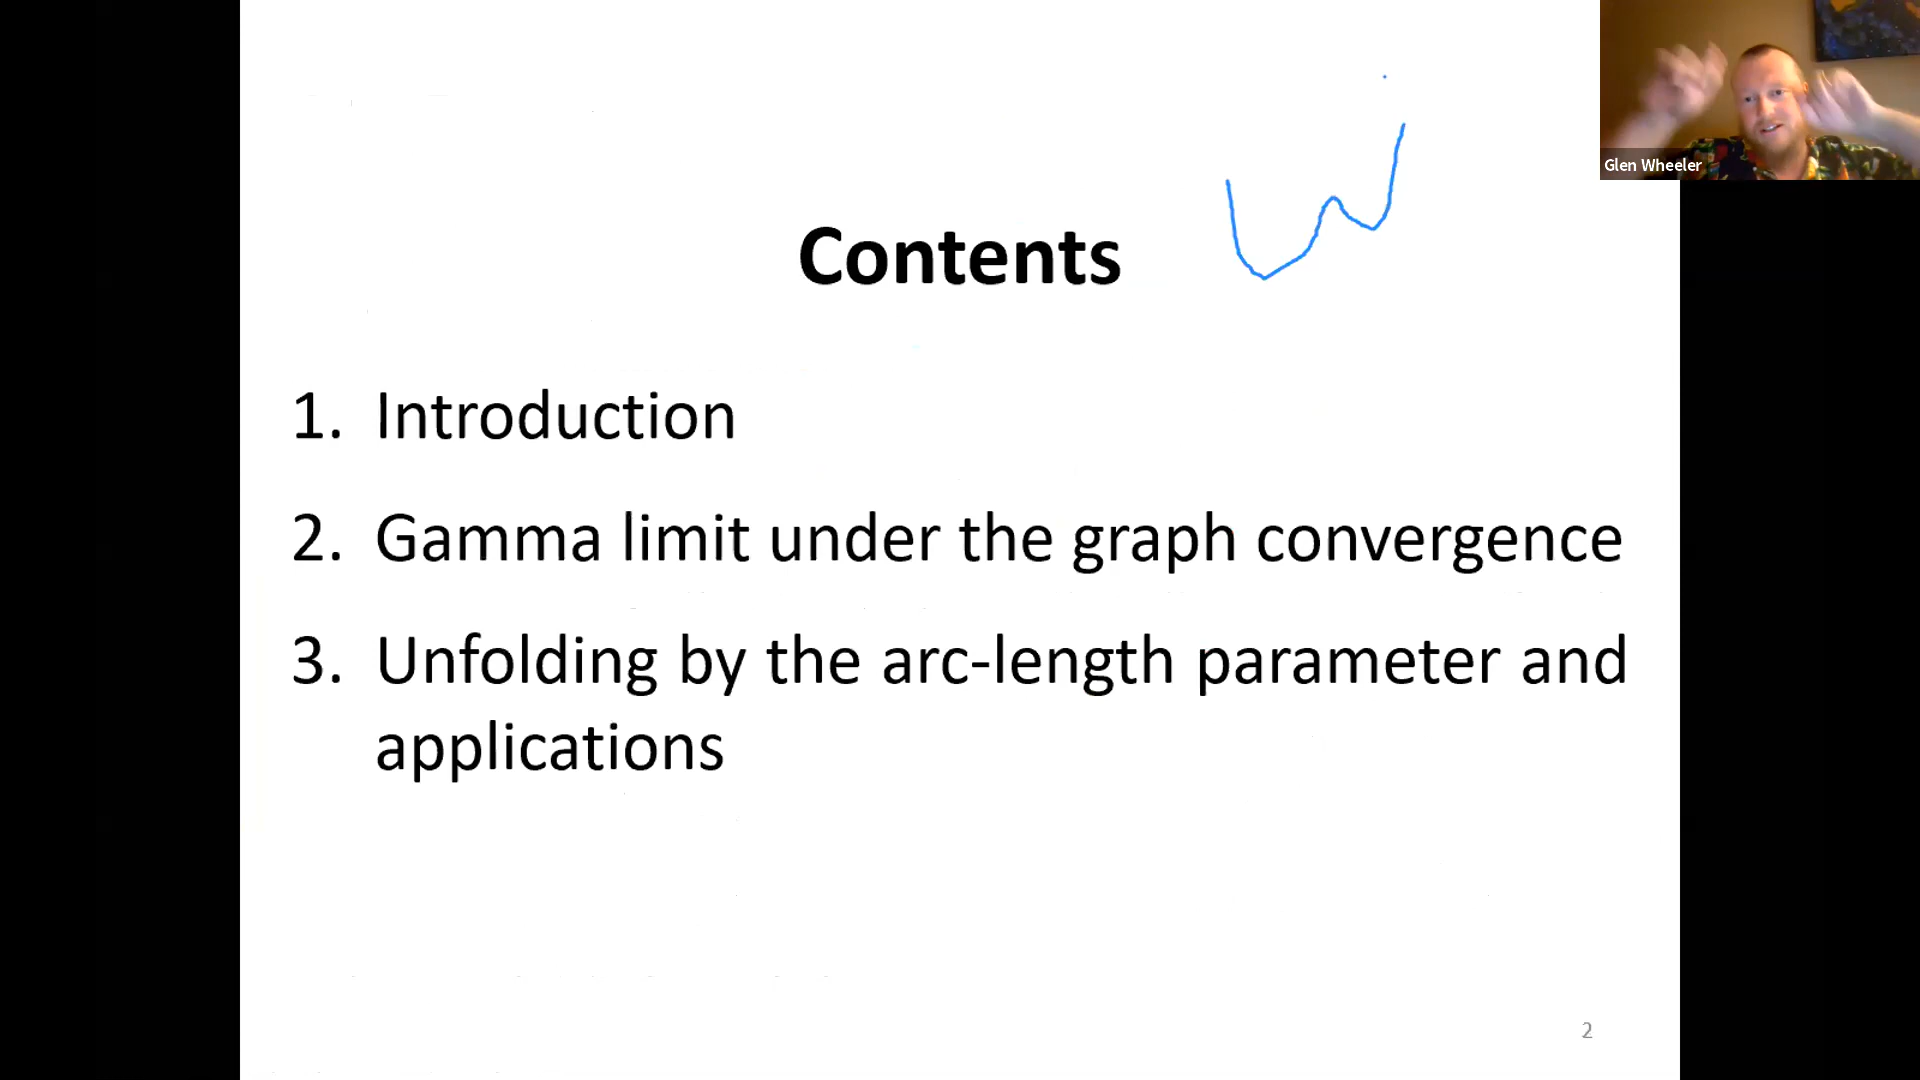 Glen Wheeler
Contents
1. Introduction
2. Gamma limit under the graph convergence
3. Unfolding by the arc-length parameter and
applications
2